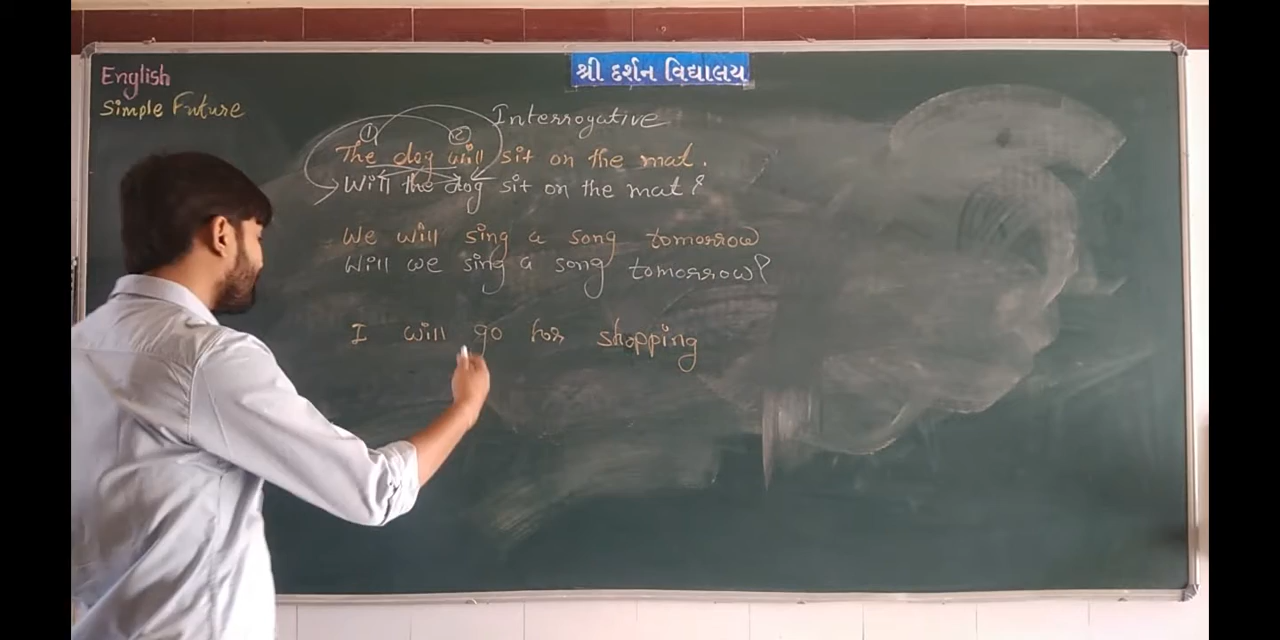 શ્રી દર્શન વિદ્યાલય
English
Simple Future
Interrogative
① ②
The dog will sit on the mat.
Will the dog sit on the mat?
We will sing a song tomorrow
Will we sing a song tomorrow?
I will go for shopping